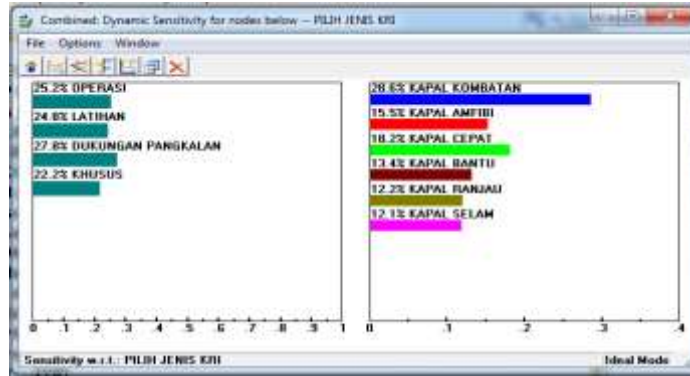 Combined: Dynamic Sensitivity for nodes below -- PILIH JENIS KRI
File Options Window
25.2% OPERASI
24.8% LATIHAN
27.8% DUKUNGAN PANGKALAN
22.2% KHUSUS
0 .1 .2 .3 .4 .5 .6 .7 .8 .9 1
28.6% KAPAL KOMBATAN
15.5% KAPAL AMFIBI
18.2% KAPAL CEPAT
13.4% KAPAL BANTU
12.2% KAPAL RANJAU
12.1% KAPAL SELAM
0 .1 .2 .3 .4
Sensitivity w.r.t.: PILIH JENIS KRI
Ideal Mode